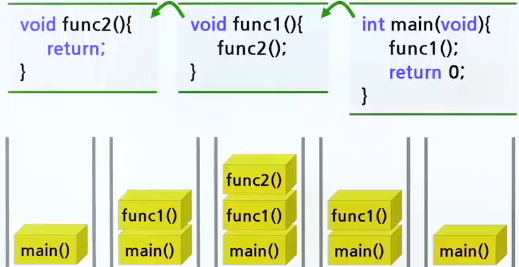 void func2(){
return;
}
void func1(){
func2();
}
int main(void){
func1();
return 0;
}
main()
func1()
main()
func2()
func1()
main()
func1()
main()
main()